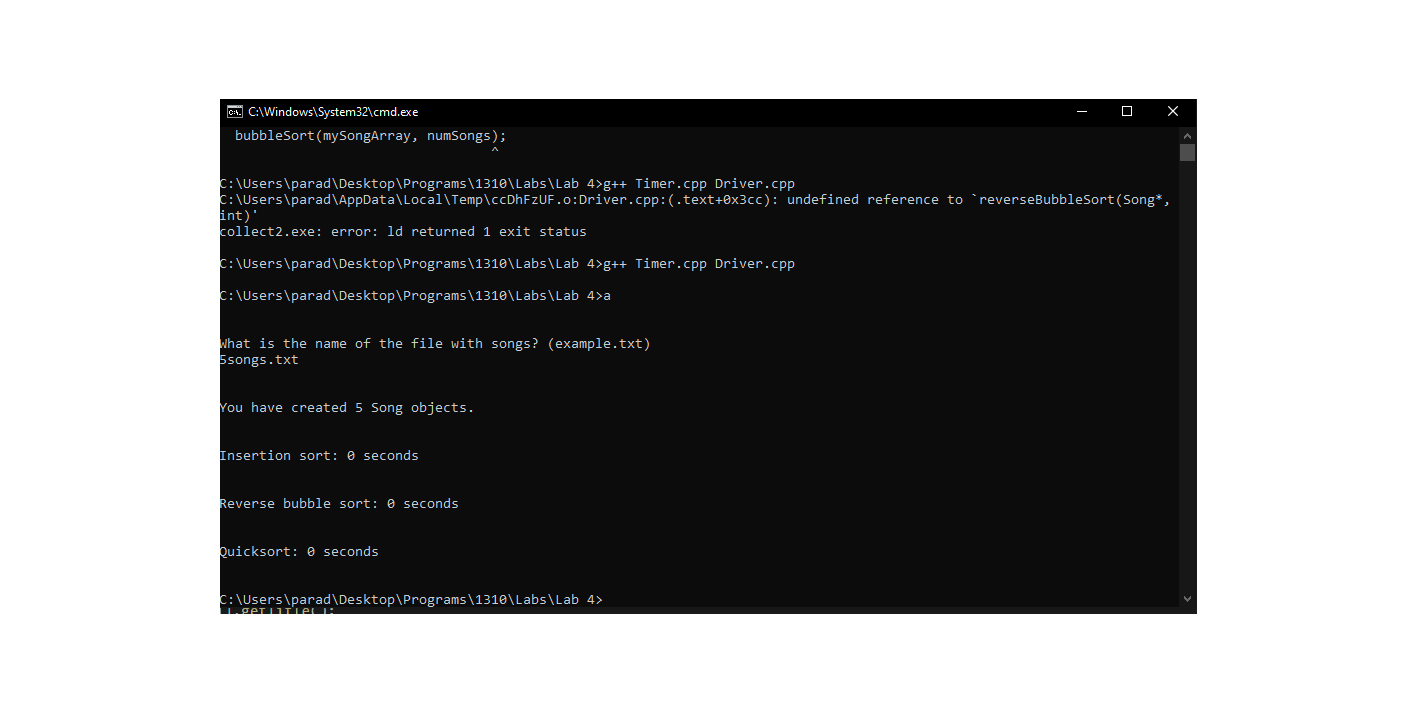 C:\Windows\System32\cmd.exe
bubbleSort(mySongArray, numSongs);
^
C:\Users\parad\Desktop\Programs\1310\Labs\Lab 4>g++ Timer.cpp Driver.cpp
C:\Users\parad\AppData\Local\Temp\ccDhFzUF.o:Driver.cpp:(.text+0x3cc): undefined reference to `reverseBubbleSort(Song*,
int)'
collect2.exe: error: ld returned 1 exit status
C:\Users\parad\Desktop\Programs\1310\Labs\Lab 4>g++ Timer.cpp Driver.cpp
C:\Users\parad\Desktop\Programs\1310\Labs\Lab 4>a
What is the name of the file with songs? (example.txt)
5songs.txt
You have created 5 Song objects.
Insertion sort: 0 seconds
Reverse bubble sort: 0 seconds
Quicksort: 0 seconds
C:\Users\parad\Desktop\Programs\1310\Labs\Lab 4>